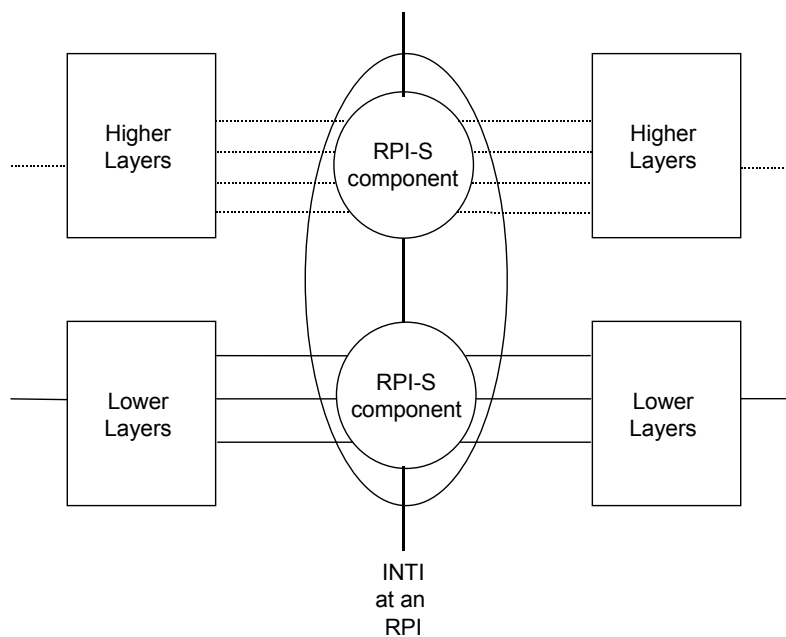 Higher
Layers
RPI-S
component
Higher
Layers
Lower
Layers
RPI-S
component
Lower
Layers
INTI
at an
RPI